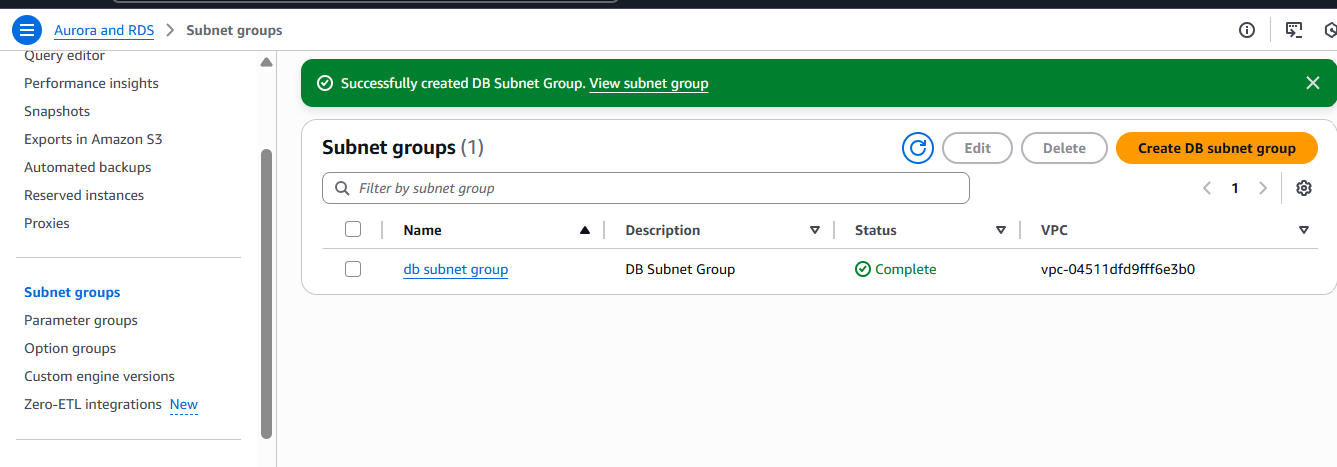 Aurora and RDS > Subnet groups
Query editor
Performance insights
Snapshots
Exports in Amazon S3
Automated backups
Reserved instances
Proxies
Subnet groups
Parameter groups
Option groups
Custom engine versions
Zero-ETL integrations New
Successfully created DB Subnet Group. View subnet group
Subnet groups (1)
Edit
Delete
Create DB subnet group
Filter by subnet group
1
Name Description Status VPC
db subnet group DB Subnet Group Complete vpc-04511dfd9fff6e3b0